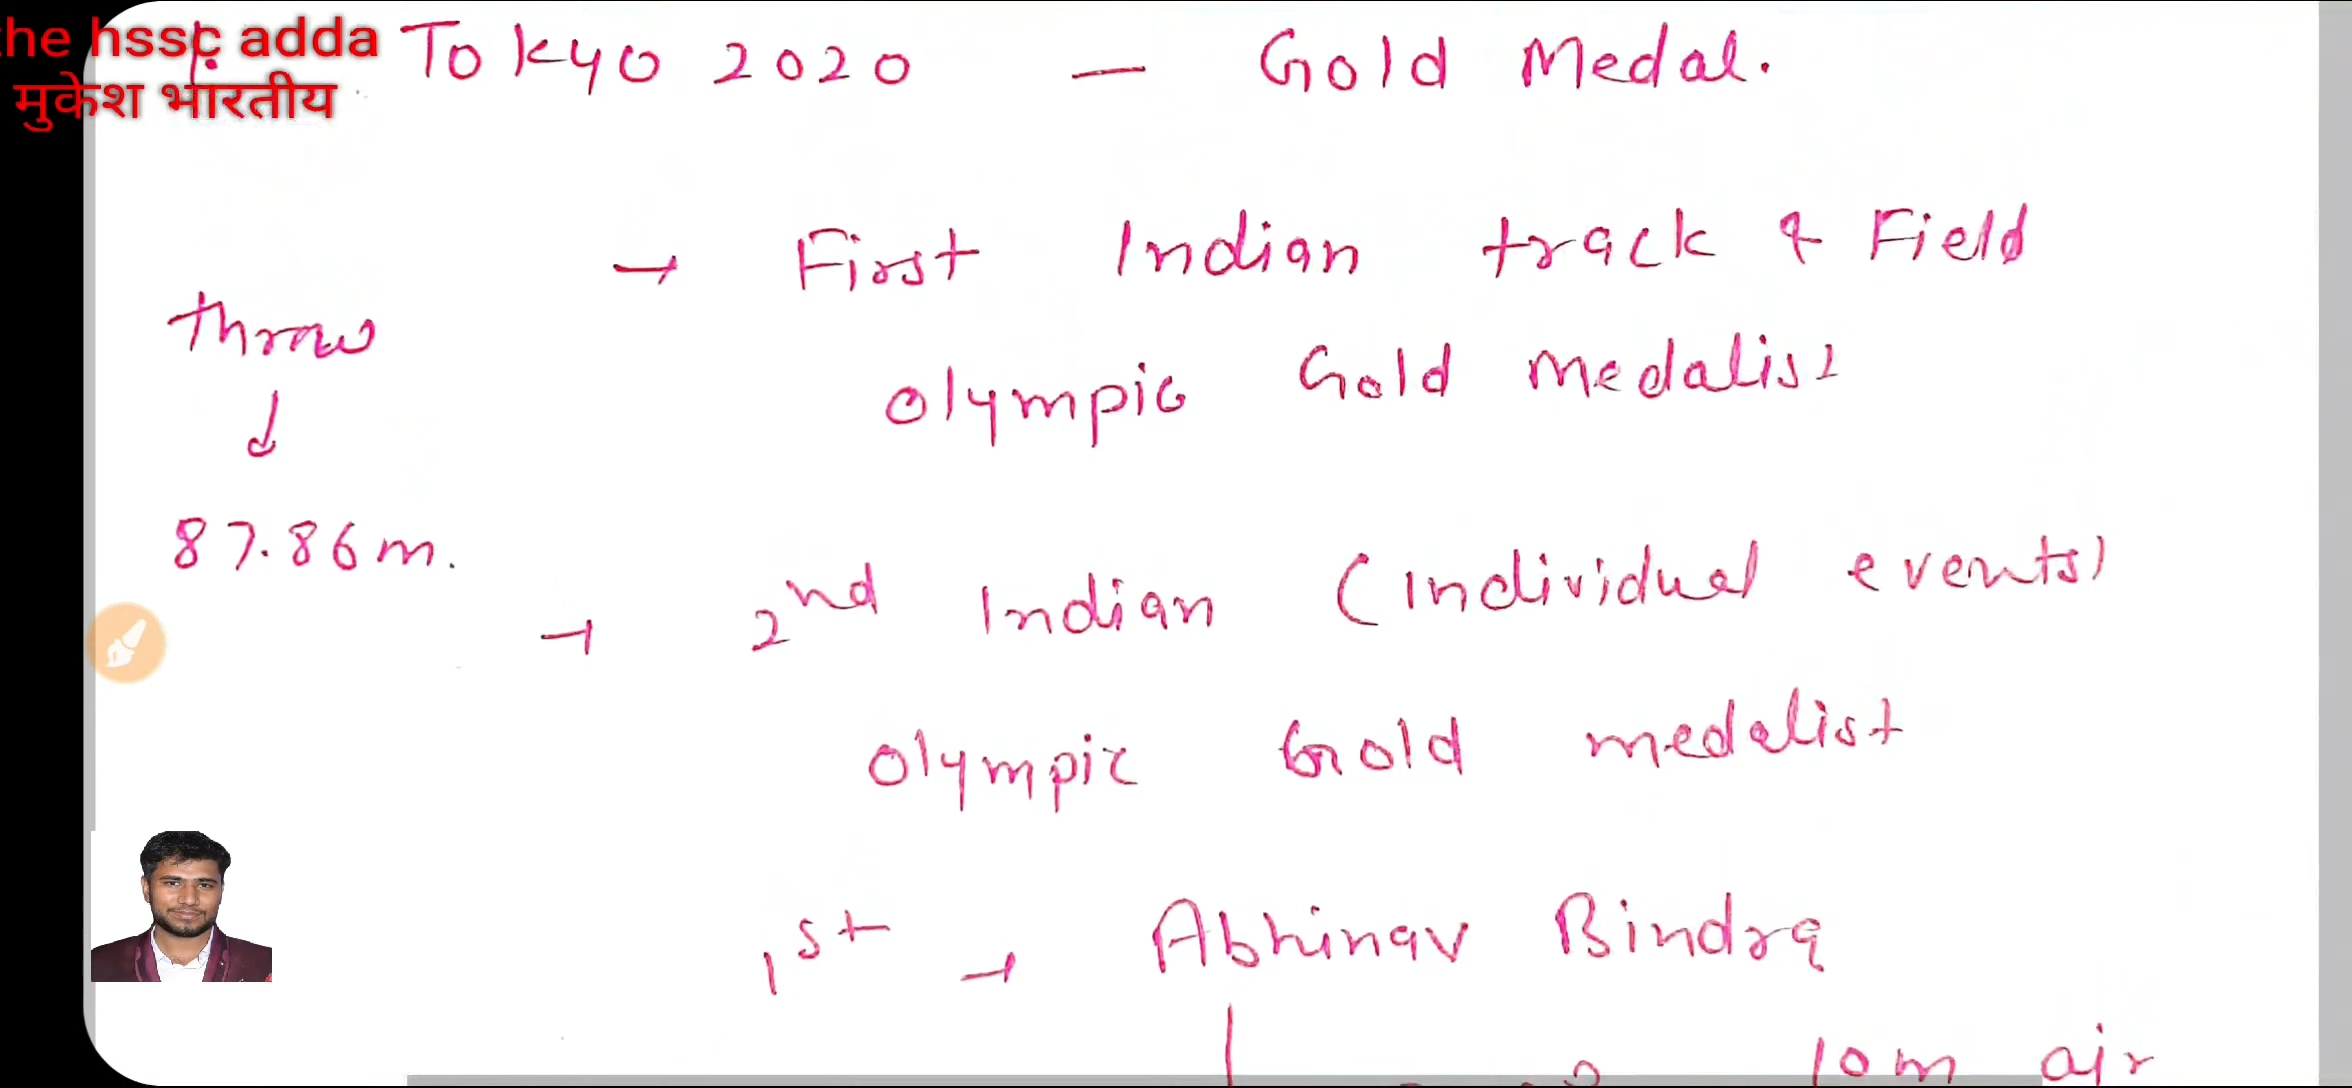 the hssc adda
मुकेश भारतीय
Tokyo 2020 — Gold Medal.
→ First Indian track & Field
Olympic Gold medalist
throw
↓
87.86m.
→ 2nd Indian (Individual events)
Olympic Gold medalist
1st → Abhinav Bindra
10m air